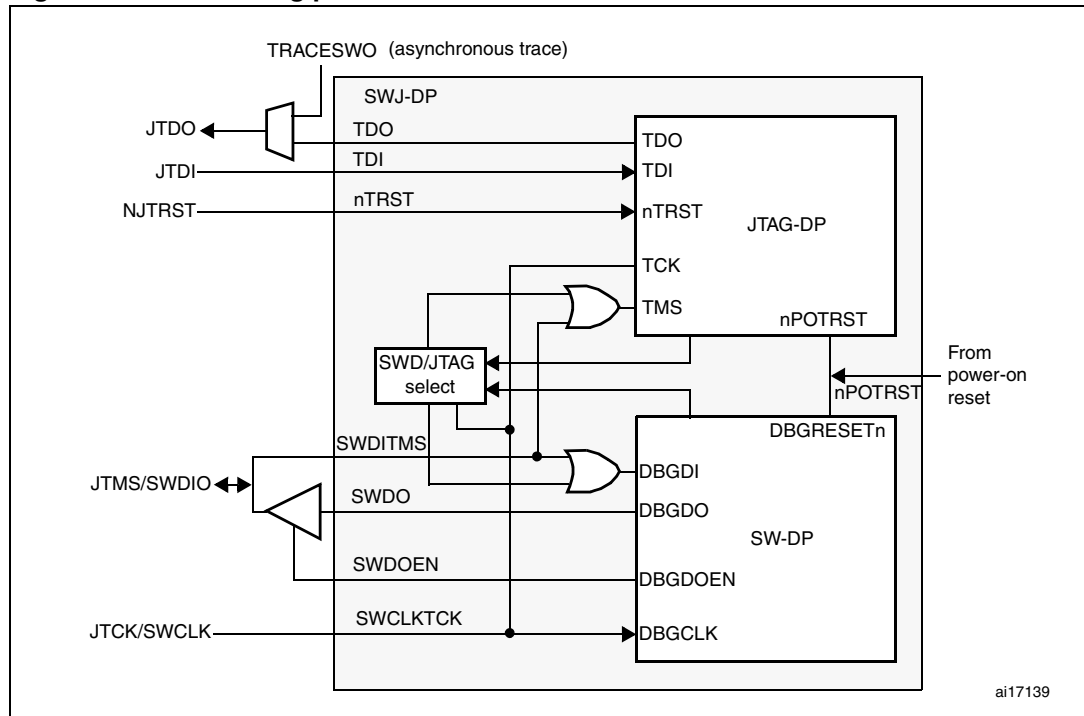 TRACESWO (asynchronous trace)
SWJ-DP
JTDO
TDO
TDO
JTDI
TDI
TDI
NJTRST
nTRST
nTRST
JTAG-DP
TCK
TMS
nPOTRST
SWD/JTAG
select
From
power-on
reset
nPOTRST
DBGRESETn
SWDITMS
JTMS/SWDIO
DBGDI
SWDO
DBGDO
SW-DP
SWDOEN
DBGDOEN
JTCK/SWCLK
SWCLKTCK
DBGCLK
ai17139